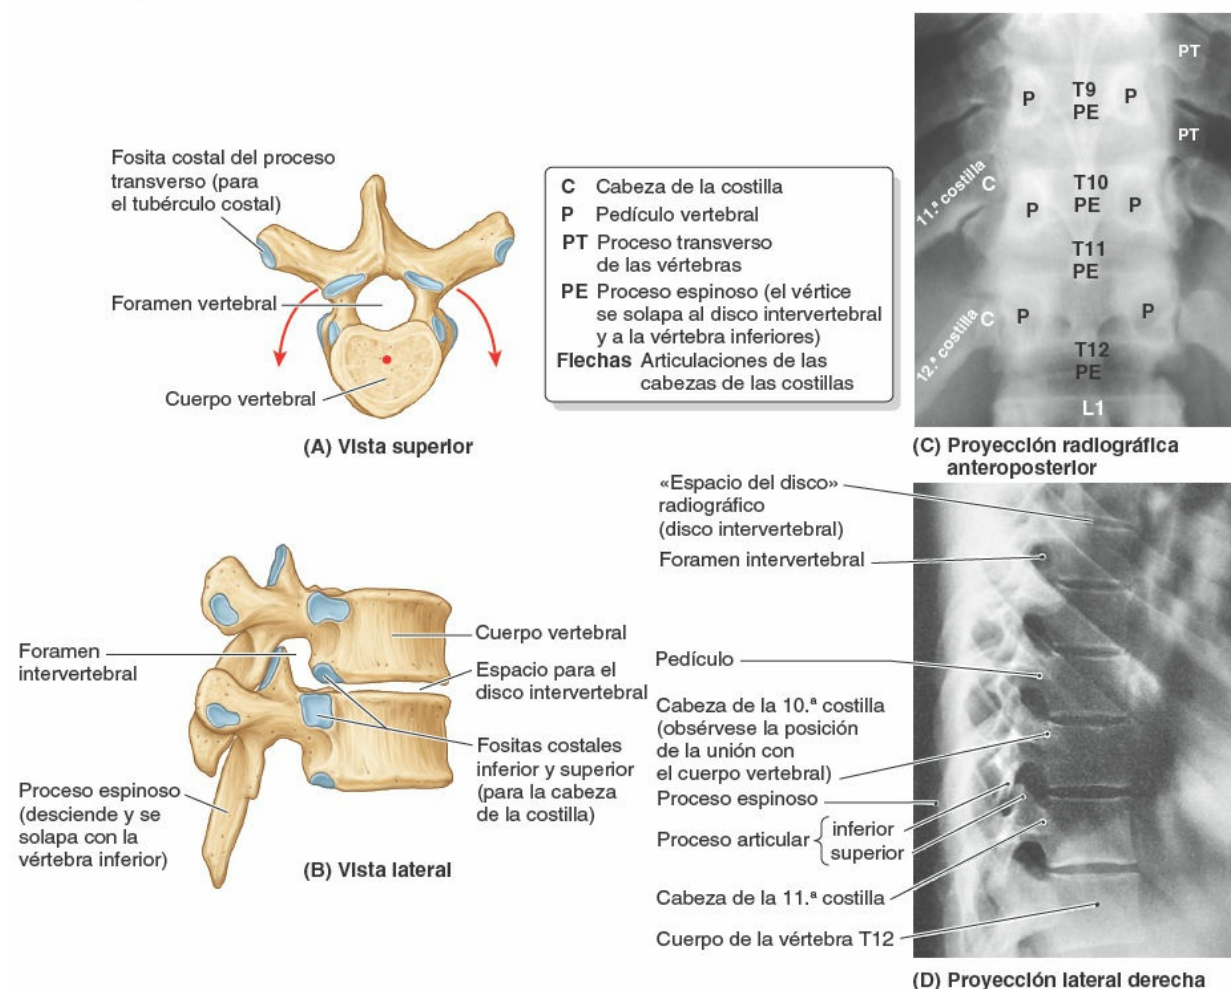 Fosita costal del proceso
transverso (para
el tubérculo costal)
Foramen vertebral
Cuerpo vertebral
(A) Vista superior
C Cabeza de la costilla
P Pedículo vertebral
PT Proceso transverso
de las vértebras
PE Proceso espinoso (el vértice
se solapa al disco intervertebral
y a la vértebra inferiores)
Flechas Articulaciones de las
cabezas de las costillas
PT
P
T9
PE
P
PT
11.ª costilla
C
T10
PE
P
P
T11
PE
12.ª costilla
C
P
P
T12
PE
L1
(C) Proyección radiográfica
anteroposterior
Foramen
intervertebral
Proceso espinoso
(desciende y se
solapa con la
vértebra inferior)
Cuerpo vertebral
Espacio para el
disco intervertebral
Fositas costales
inferior y superior
(para la cabeza
de la costilla)
(B) Vista lateral
«Espacio del disco»
radiográfico
(disco intervertebral)
Foramen intervertebral
Pedículo
Cabeza de la 10.ª costilla
(obsérvese la posición
de la unión con
el cuerpo vertebral)
Proceso espinoso
Proceso articular
inferior
superior
Cabeza de la 11.ª costilla
Cuerpo de la vértebra T12
(D) Proyección lateral derecha